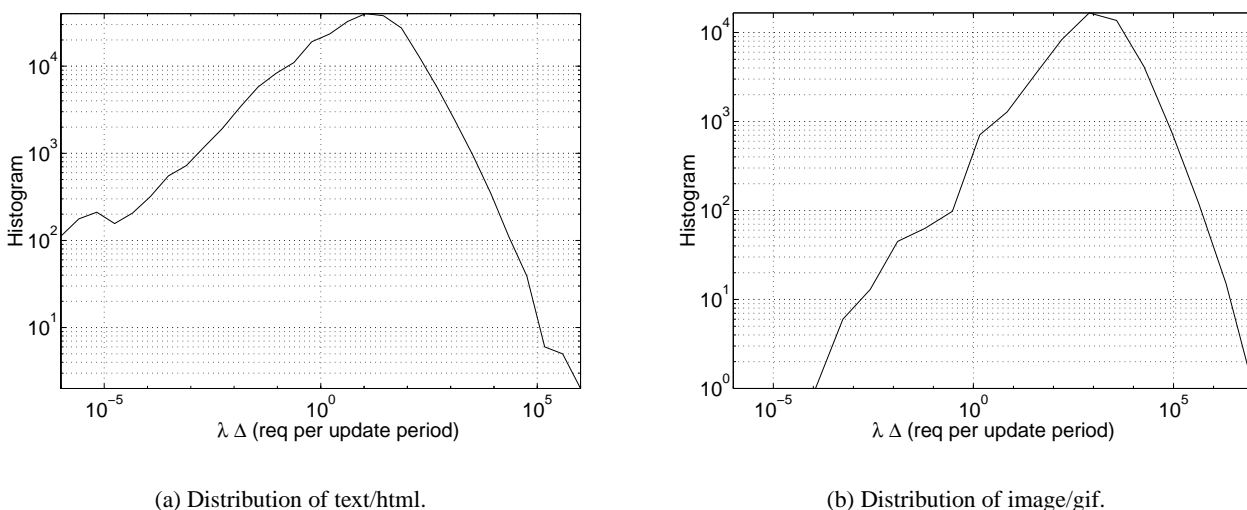 10^4
10^3
10^2
10^1
Histogram
10^-5 10^0 10^5
λ Δ (req per update period)
(a) Distribution of text/html.
10^4
10^3
10^2
10^1
10^0
Histogram
10^-5 10^0 10^5
λ Δ (req per update period)
(b) Distribution of image/gif.